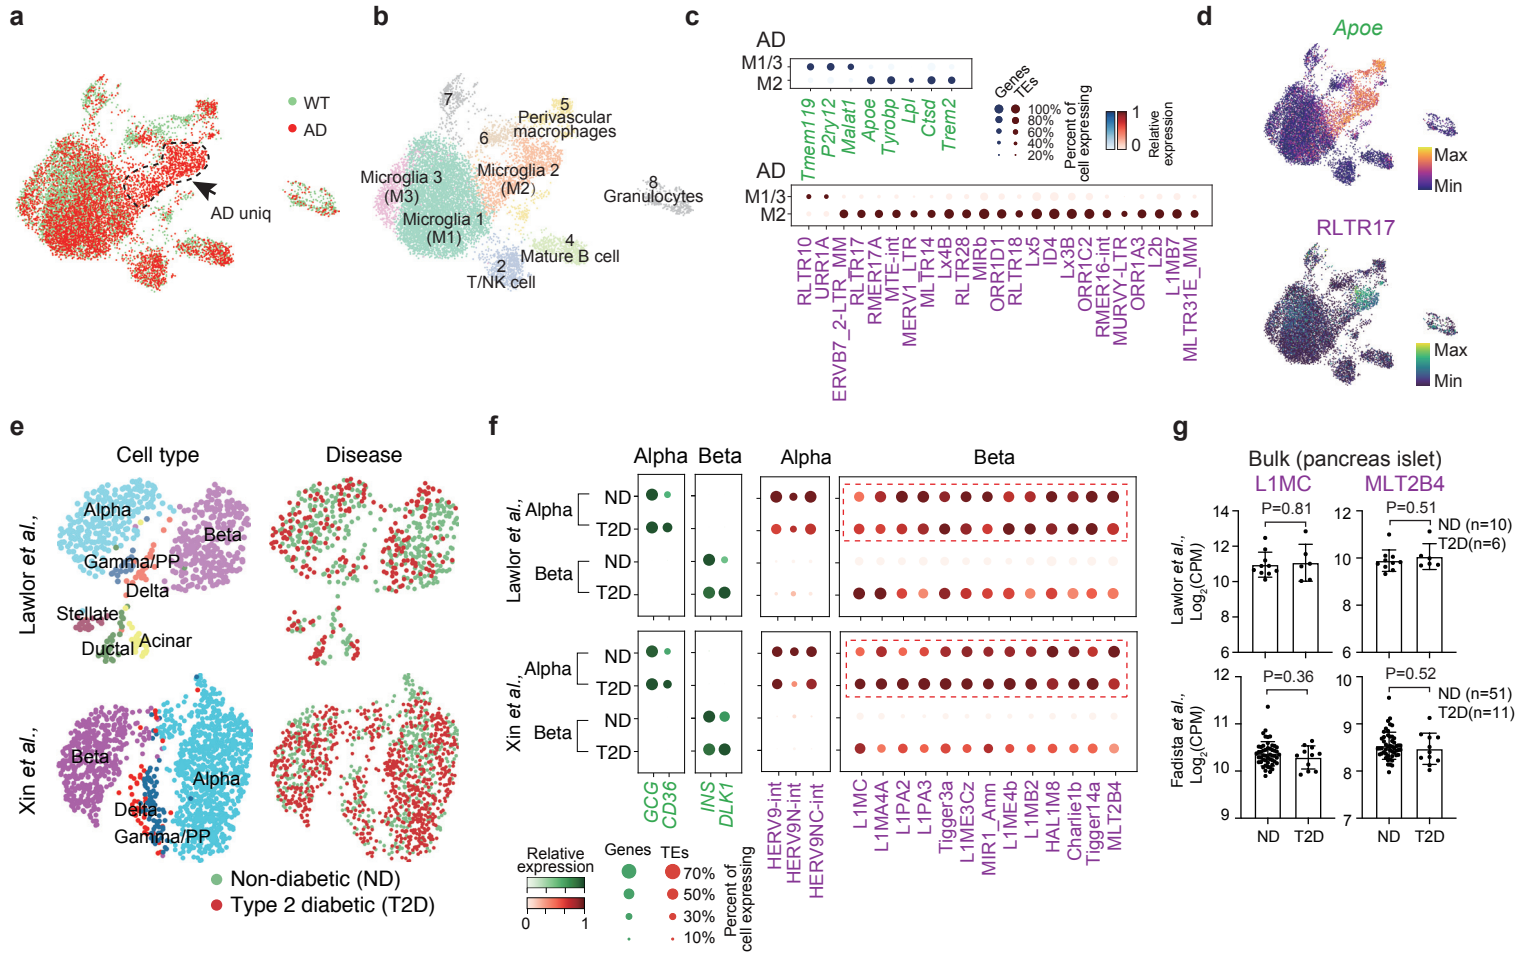 a
WT
AD
AD uniq
b
7
5
Perivascular
macrophages
6
Microglia 3
(M3)
Microglia 2
(M2)
Microglia 1
(M1)
8
Granulocytes
4
Mature B cell
2
T/NK cell
c
AD
M1/3
M2
Tmem119
P2ry12
Malat1
Apoe
Tyrobp
Lpl
Ctsd
Trem2
Genes
TEs
100%
80%
60%
40%
20%
Percent of
cell expressing
1
0
Relative
expression
AD
M1/3
M2
RLTR10
URR1A
ERVB7_2-LTR_MM
RLTR17
RMER17A
MTE-int
MERV1_LTR
MLTR14
Lx4B
RLTR28
MIRb
ORR1D1
RLTR18
Lx5
ID4
Lx3B
ORR1C2
RMER16-int
MURVY-LTR
ORR1A3
L2b
L1MB7
MLTR31E_MM
d
Apoe
Max
Min
RLTR17
Max
Min
e
Cell type
Disease
Lawlor et al.,
Alpha
Beta
Gamma/PP
Delta
Stellate
Acinar
Ductal
Xin et al.,
Beta
Alpha
Delta
Gamma/PP
Non-diabetic (ND)
Type 2 diabetic (T2D)
f
Alpha
Beta
Alpha
Beta
Lawlor et al.,
Alpha
ND
T2D
Beta
ND
T2D
Xin et al.,
Alpha
ND
T2D
Beta
ND
T2D
GCG
CD36
INS
DLK1
HERV9-int
HERV9N-int
HERV9NC-int
L1MC
L1MA4A
L1PA2
L1PA3
Tigger3a
L1ME3Cz
MIR1_Amn
L1ME4b
L1MB2
HAL1M8
Charlie1b
Tigger14a
MLT2B4
Relative
expression
0
1
Genes
TEs
70%
50%
30%
10%
Percent of
cell expressing
g
Bulk (pancreas islet)
L1MC
MLT2B4
Lawlor et al.,
Log2(CPM)
14
12
10
8
6
P=0.81
ND
T2D
12
10
8
6
P=0.51
ND
T2D
ND (n=10)
T2D(n=6)
Fadista et al.,
Log2(CPM)
12
11
10
9
P=0.36
ND
T2D
10
9
8
7
P=0.52
ND
T2D
ND (n=51)
T2D(n=11)